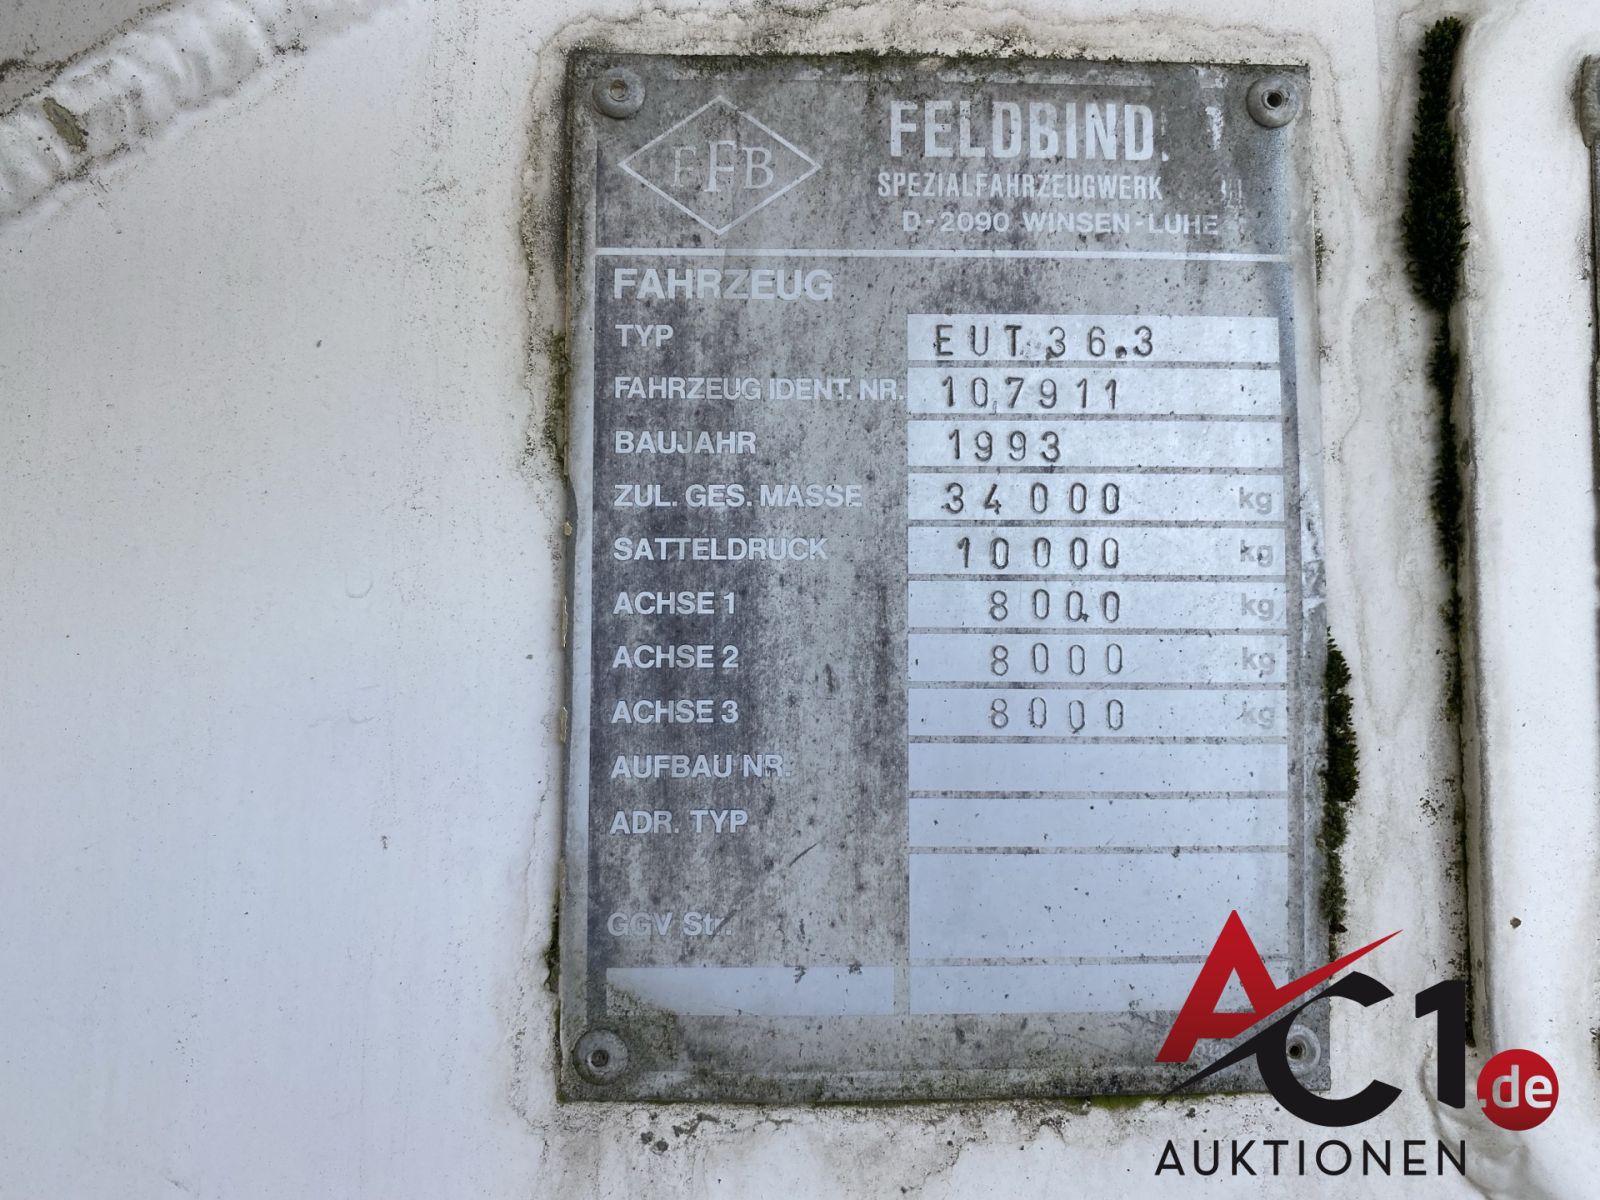 FFB
FELDBIND
SPEZIALFAHRZEUGWERK
D-2090 WINSEN-LUHE
FAHRZEUG
TYP EUT 36.3
FAHRZEUG IDENT. NR. 107911
BAUJAHR 1993
ZUL. GES. MASSE 34000 kg
SATTELDRUCK 10000 kg
ACHSE 1 8000 kg
ACHSE 2 8000 kg
ACHSE 3 8000 kg
AUFBAU NR.
ADR. TYP
GGV Str.
AC1.de
AUKTIONEN